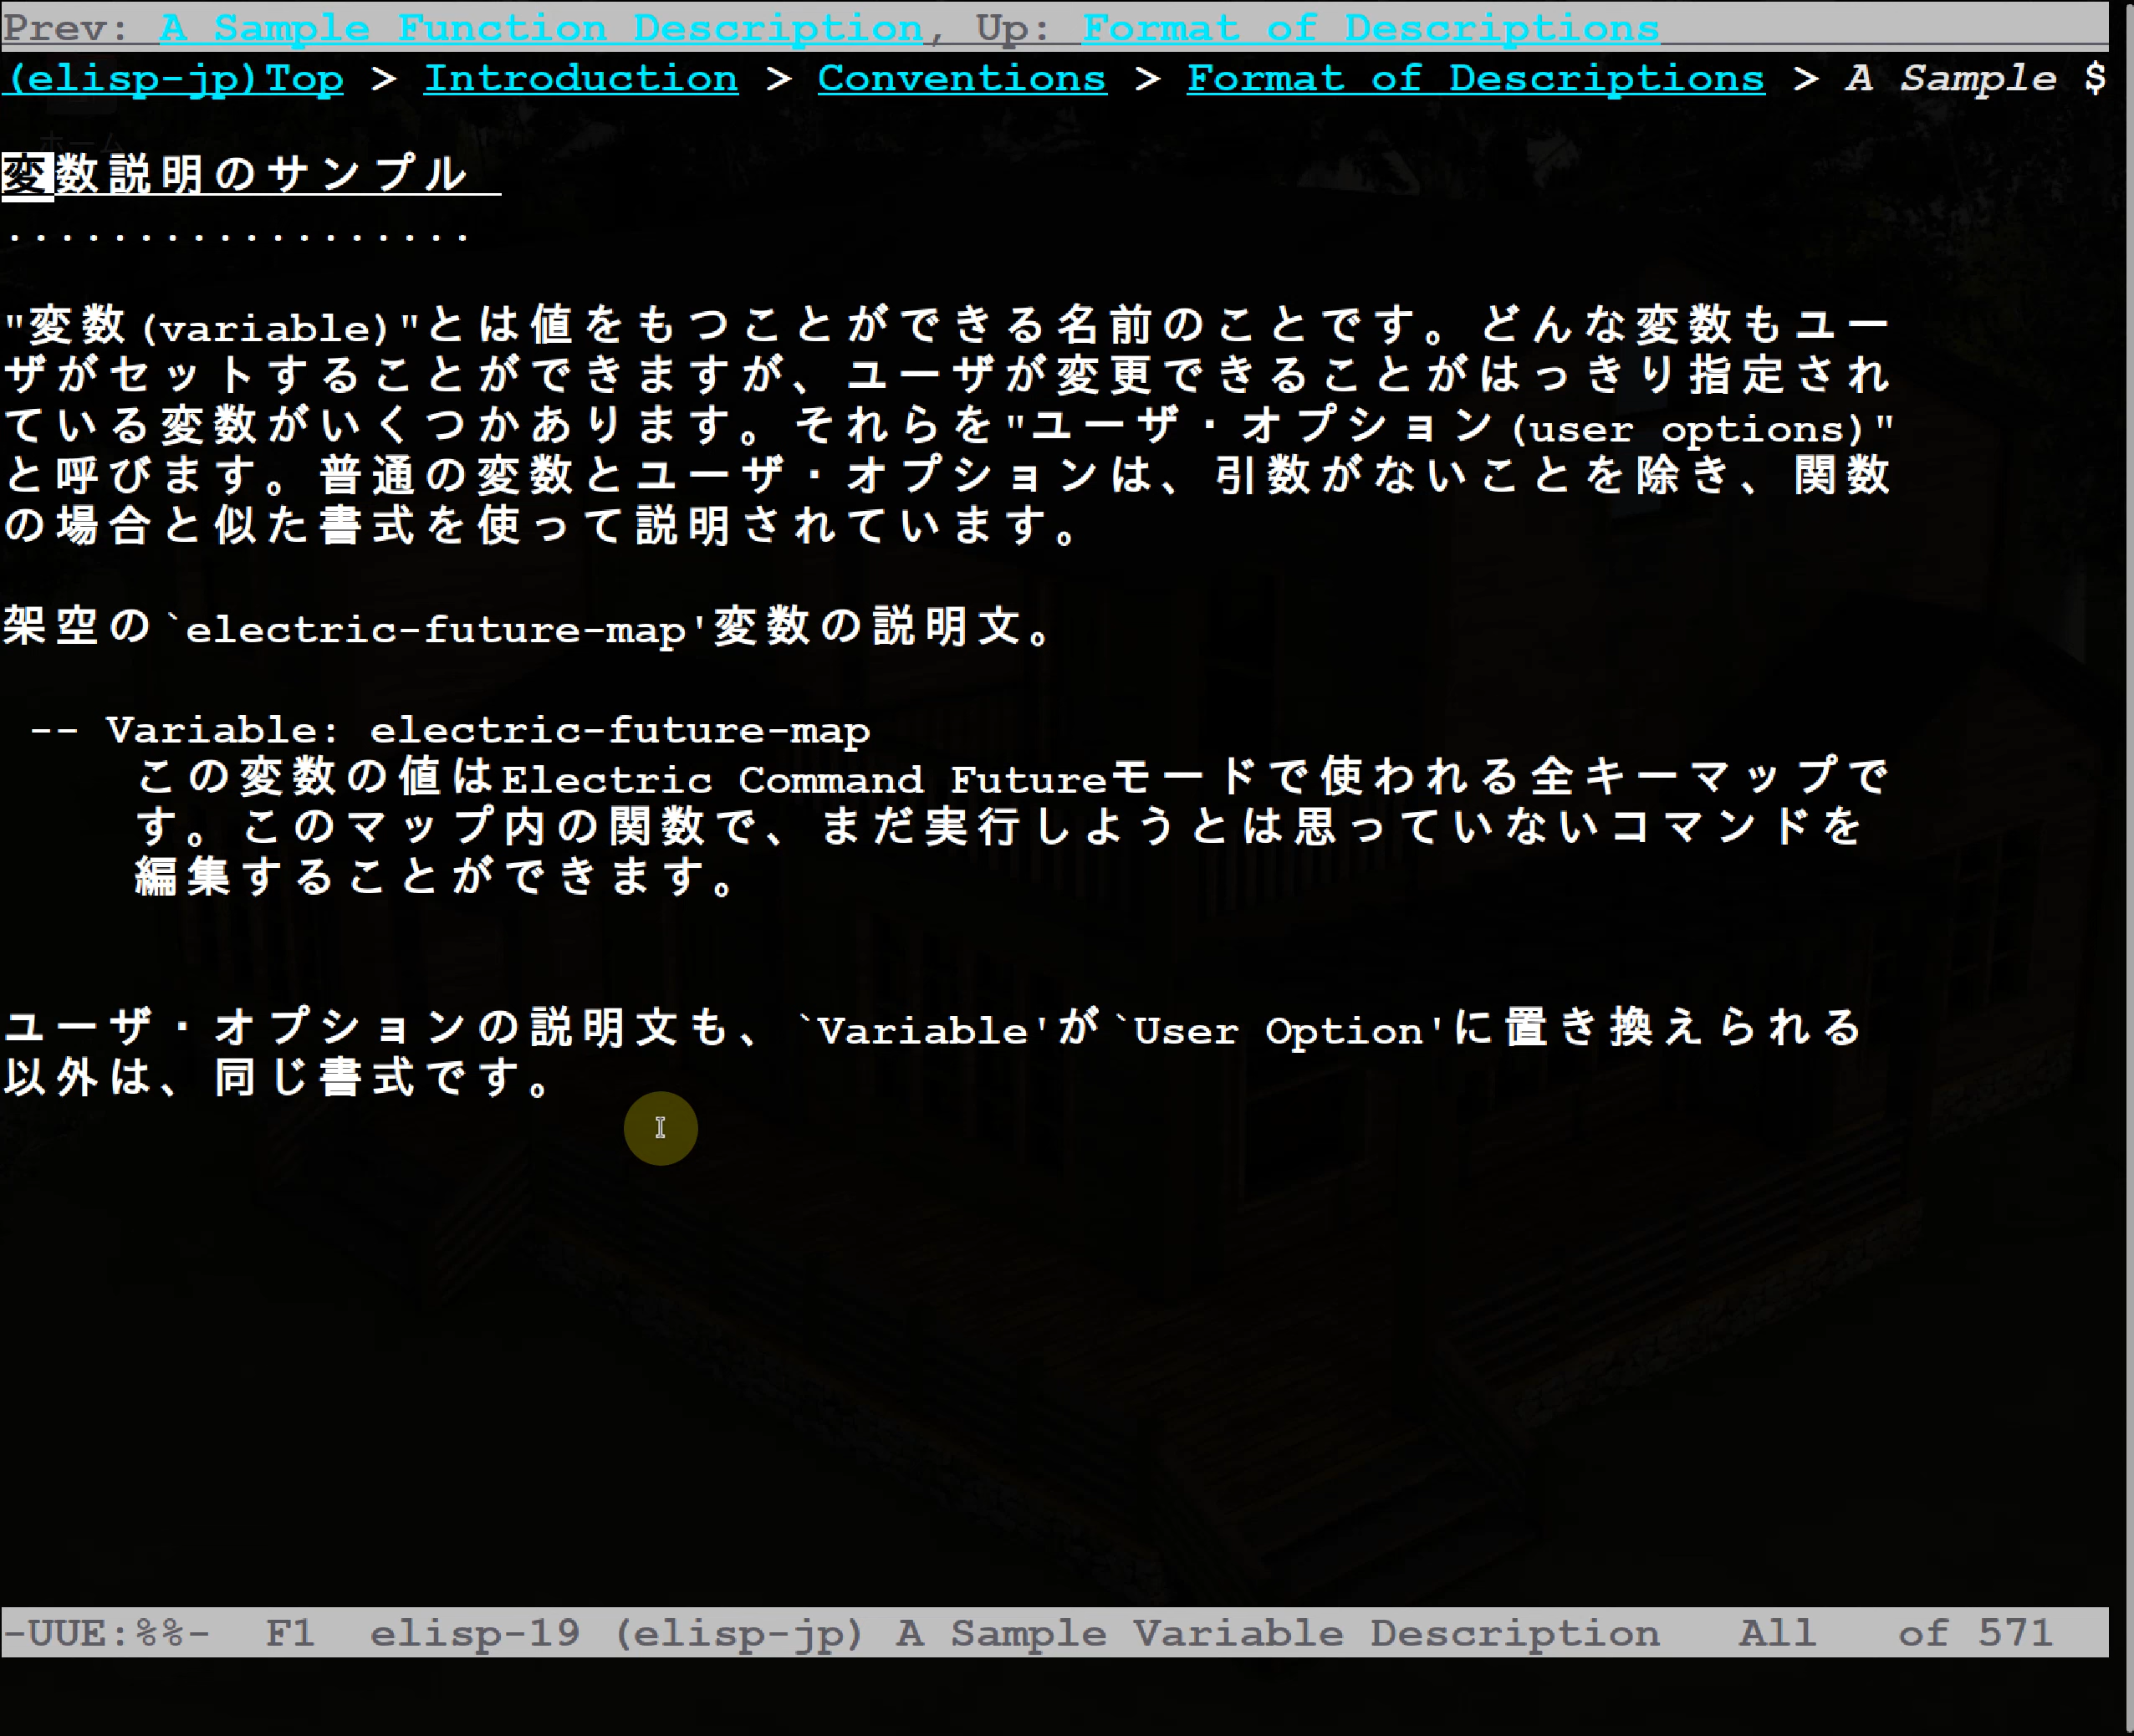 Prev: A Sample Function Description, Up: Format of Descriptions
(elisp-jp)Top > Introduction > Conventions > Format of Descriptions > A Sample $
ホーム
変数説明のサンプル
..................
"変数(variable)"とは値をもつことができる名前のことです。どんな変数もユー
ザがセットすることができますが、ユーザが変更できることがはっきり指定され
ている変数がいくつかあります。それらを"ユーザ・オプション(user options)"
と呼びます。普通の変数とユーザ・オプションは、引数がないことを除き、関数
の場合と似た書式を使って説明されています。
架空の`electric-future-map'変数の説明文。
-- Variable: electric-future-map
この変数の値はElectric Command Futureモードで使われる全キーマップで
す。このマップ内の関数で、まだ実行しようとは思っていないコマンドを
編集することができます。
ユーザ・オプションの説明文も、`Variable'が`User Option'に置き換えられる
以外は、同じ書式です。
-UUE:%%-  F1  elisp-19 (elisp-jp) A Sample Variable Description   All   of 571